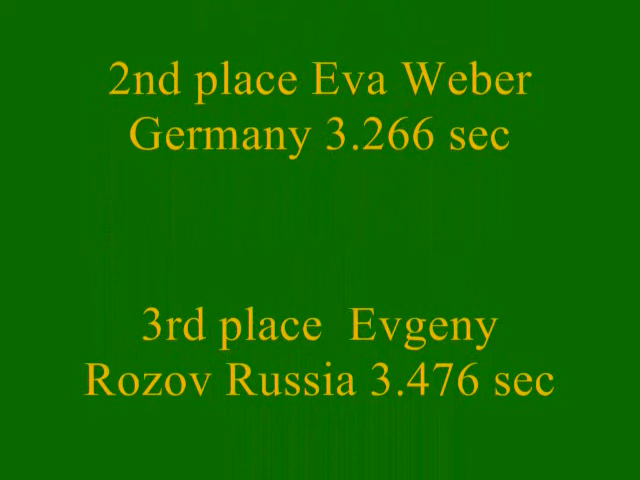 2nd place Eva Weber
Germany 3.266 sec
3rd place  Evgeny
Rozov Russia 3.476 sec